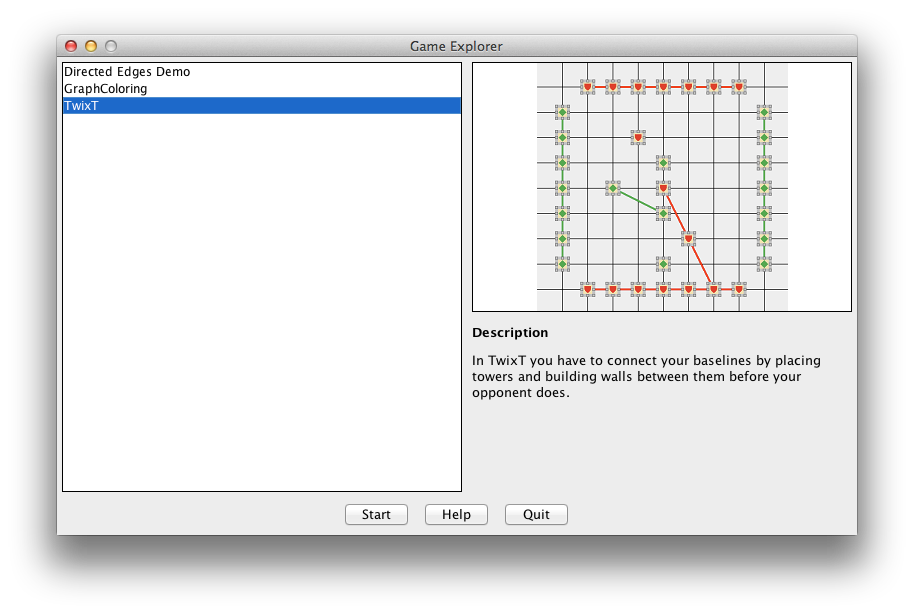 Game Explorer
Directed Edges Demo
GraphColoring
TwixT
Description
In TwixT you have to connect your baselines by placing
towers and building walls between them before your
opponent does.
Start
Help
Quit